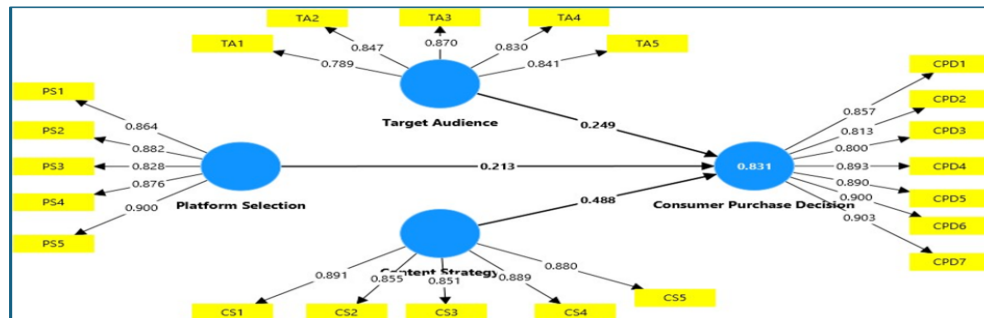 TA2
TA3
TA4
TA1
TA5
0.847
0.870
0.830
0.789
0.841
Target Audience
PS1
PS2
PS3
PS4
PS5
0.864
0.882
0.828
0.876
0.900
Platform Selection
0.249
0.213
0.488
0.831
Consumer Purchase Decision
CPD1
CPD2
CPD3
CPD4
CPD5
CPD6
CPD7
0.857
0.813
0.800
0.893
0.890
0.900
0.903
Content Strategy
0.891
0.855
0.851
0.889
0.880
CS1
CS2
CS3
CS4
CS5